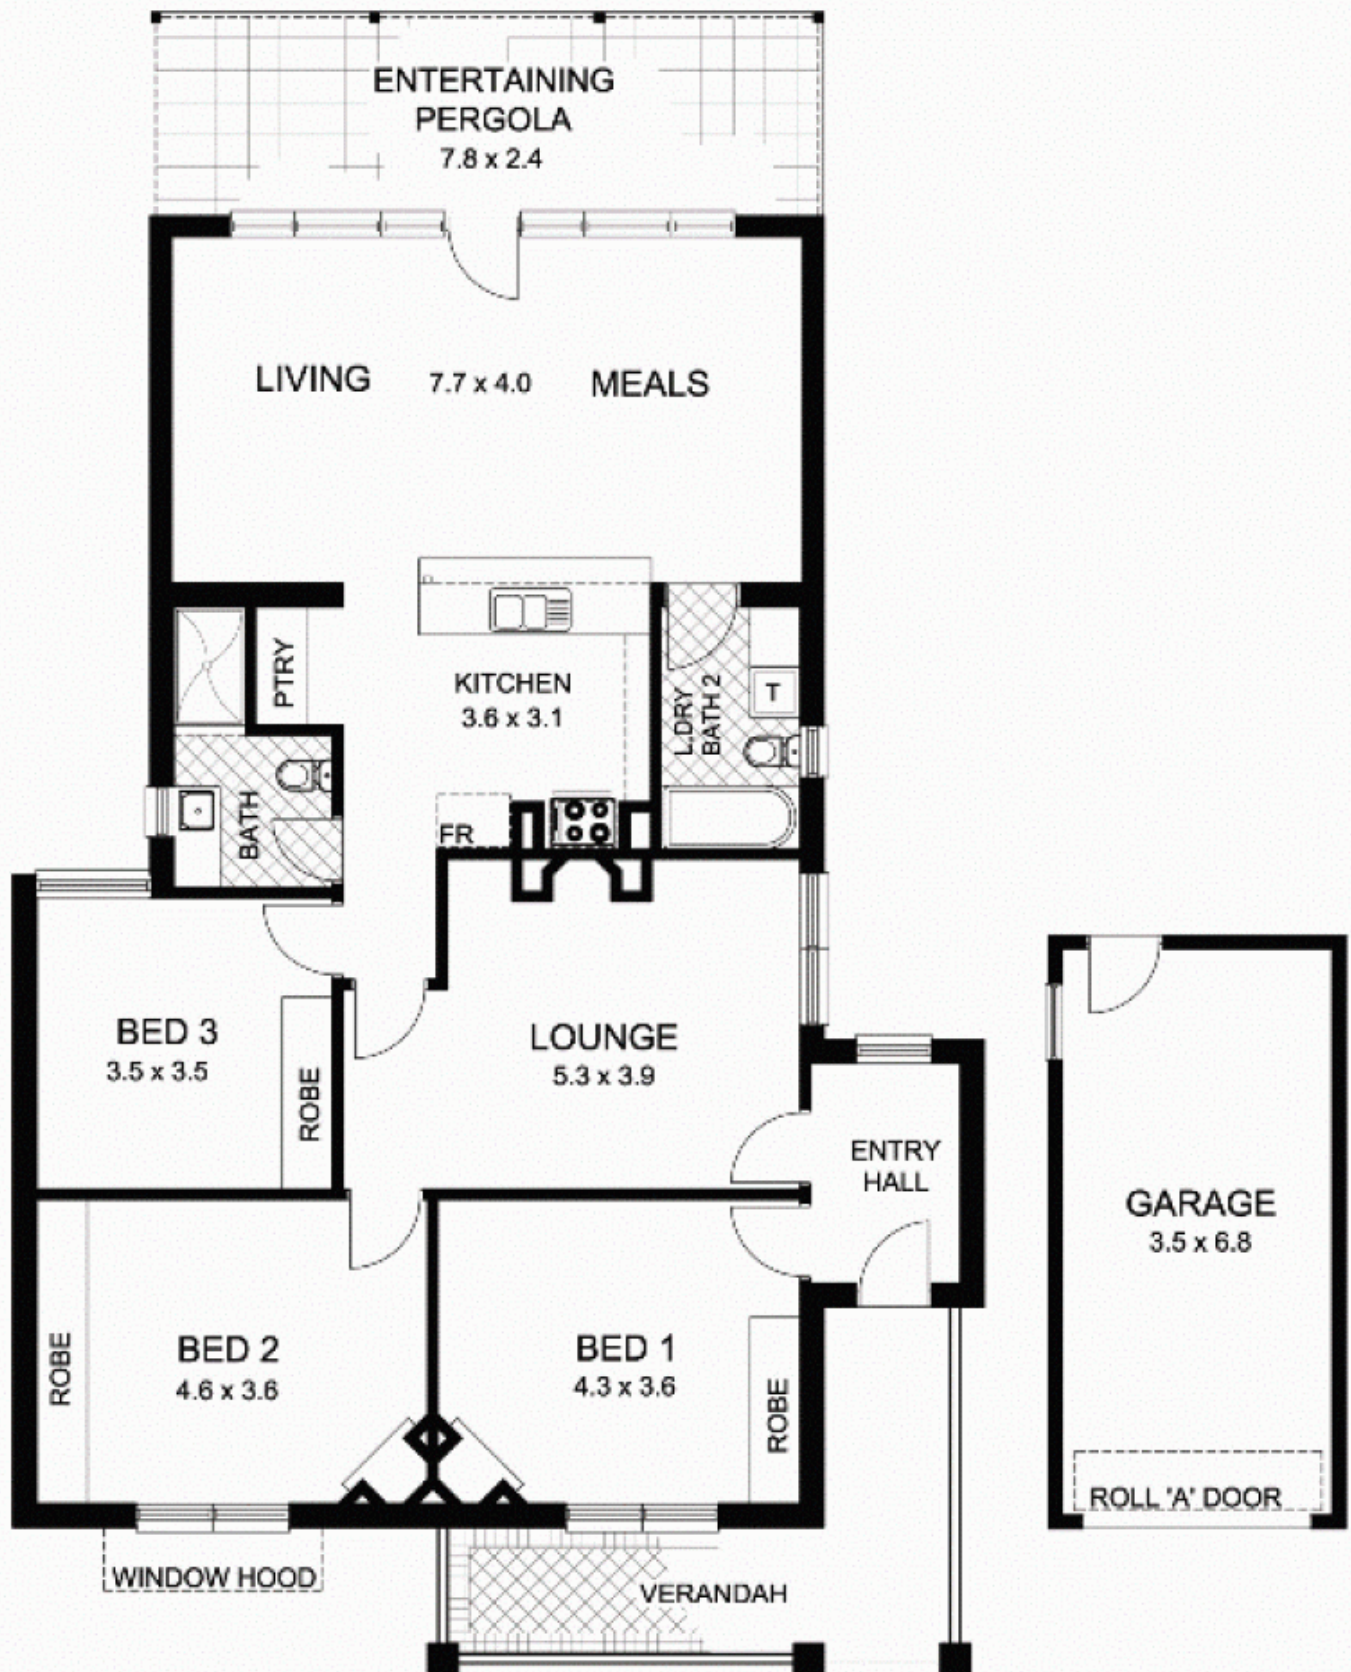 ENTERTAINING
PERGOLA
7.8 x 2.4
LIVING 7.7 x 4.0 MEALS
PTRY
KITCHEN
3.6 x 3.1
L.DRY
BATH 2
T
BATH
FR
BED 3
3.5 x 3.5
ROBE
LOUNGE
5.3 x 3.9
ENTRY
HALL
GARAGE
3.5 x 6.8
ROLL 'A' DOOR
ROBE
BED 2
4.6 x 3.6
BED 1
4.3 x 3.6
ROBE
WINDOW HOOD
VERANDAH